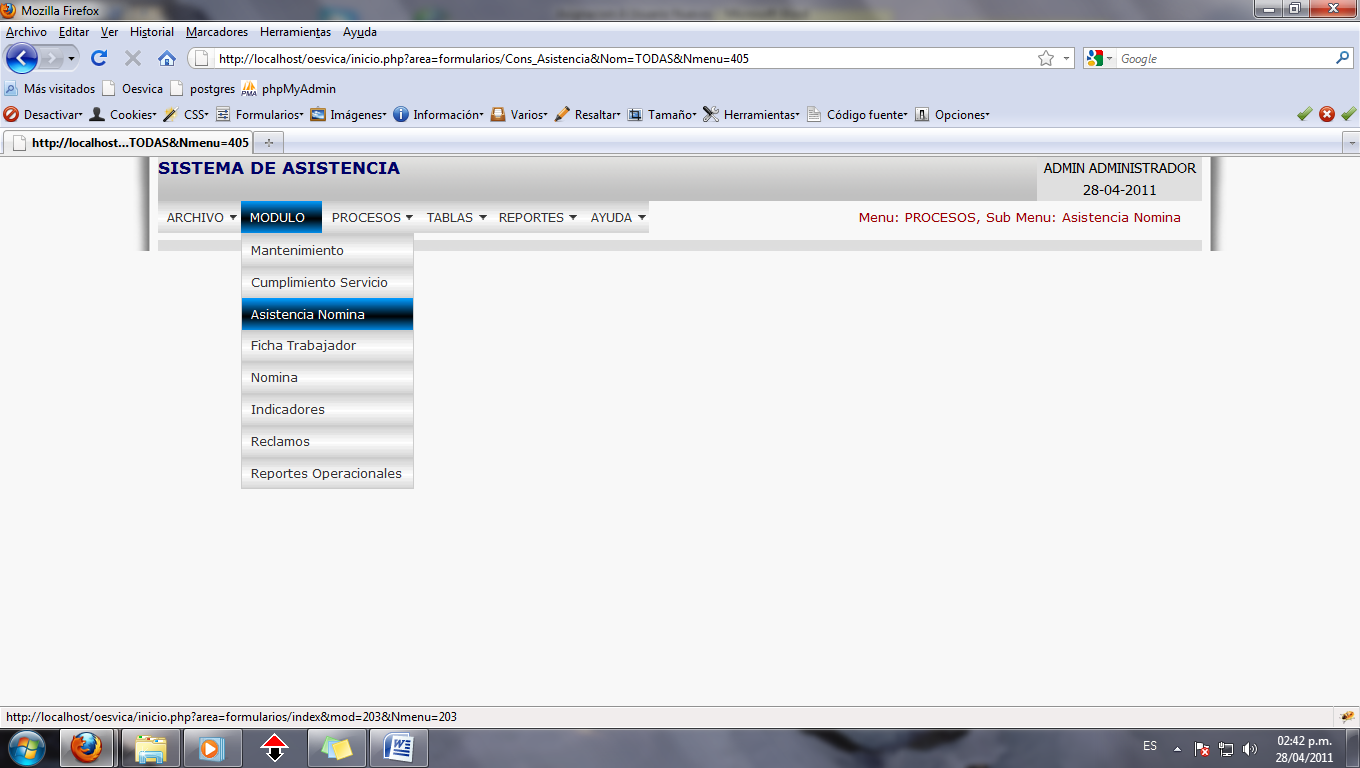 Mozilla Firefox
Archivo Editar Ver Historial Marcadores Herramientas Ayuda
http://localhost/oesvica/inicio.php?area=formularios/Cons_Asistencia&Nom=TODAS&Nmenu=405
Google
Más visitados Oesvica postgres PMA phpMyAdmin
Desactivar Cookies CSS Formularios Imágenes Información Varios Resaltar Tamaño Herramientas Código fuente Opciones
http://localhost...TODAS&Nmenu=405
SISTEMA DE ASISTENCIA
ADMIN ADMINISTRADOR
28-04-2011
ARCHIVO MODULO PROCESOS TABLAS REPORTES AYUDA
Menu: PROCESOS, Sub Menu: Asistencia Nomina
Mantenimiento
Cumplimiento Servicio
Asistencia Nomina
Ficha Trabajador
Nomina
Indicadores
Reclamos
Reportes Operacionales
http://localhost/oesvica/inicio.php?area=formularios/index&mod=203&Nmenu=203
ES
02:42 p.m.
28/04/2011